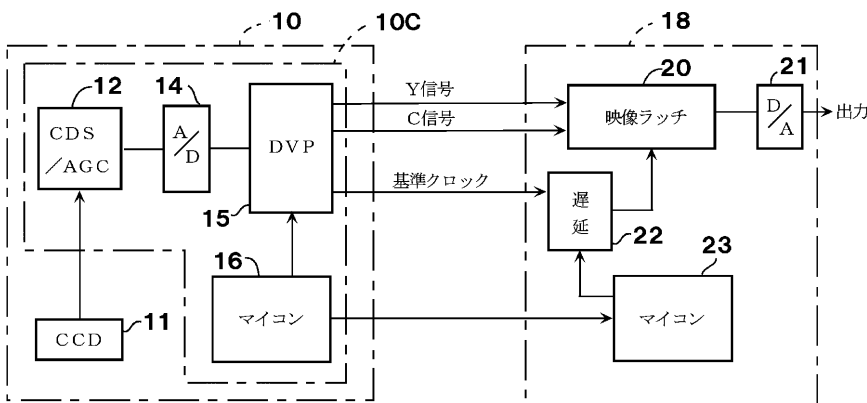 10
10C
18
12
14
20
21
Y信号
C信号
CDS
/AGC
A/D
DVP
映像ラッチ
D/A
出力
基準クロック
遅延
15
22
16
23
マイコン
マイコン
CCD
11